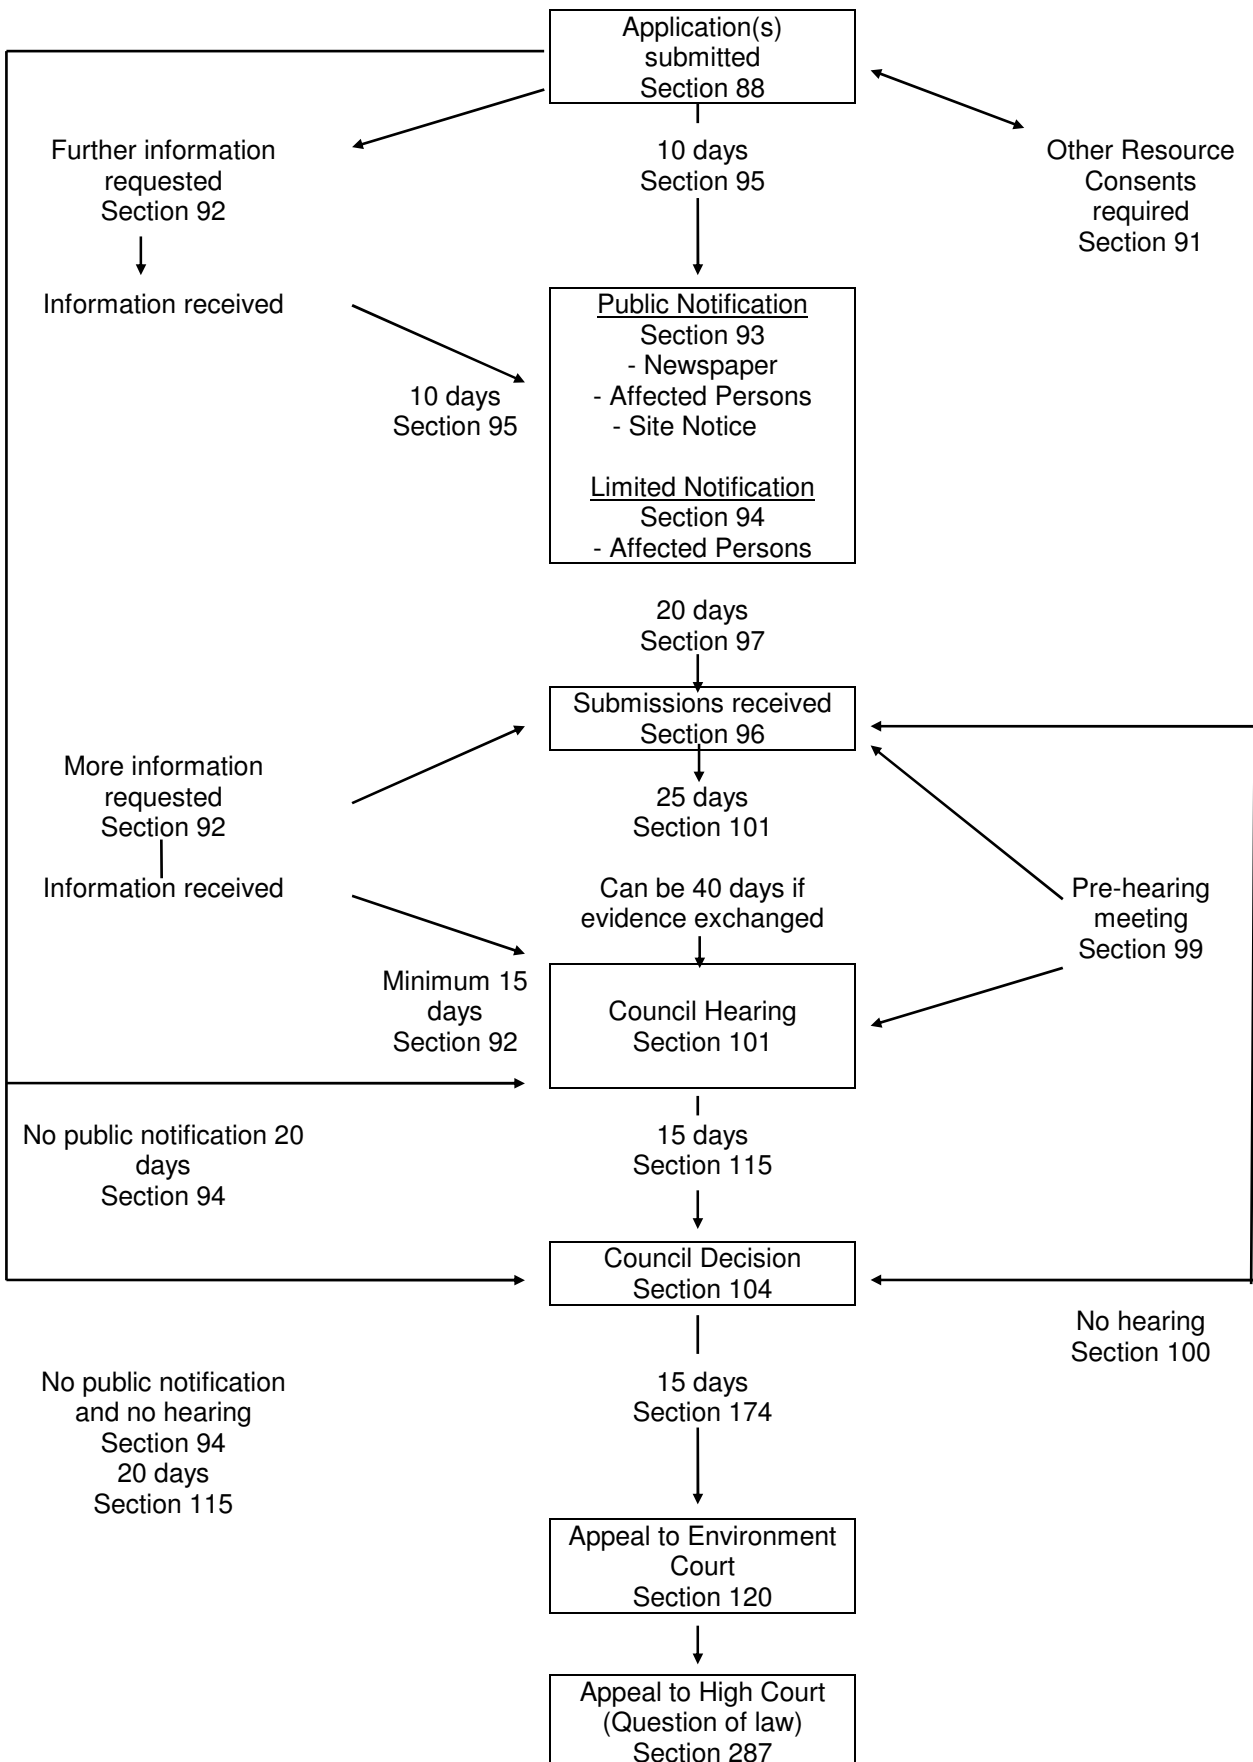 Application(s)
submitted
Section 88
Further information
requested
Section 92
10 days
Section 95
Other Resource
Consents
required
Section 91
Information received
Public Notification
Section 93
- Newspaper
- Affected Persons
- Site Notice
Limited Notification
Section 94
- Affected Persons
10 days
Section 95
20 days
Section 97
Submissions received
Section 96
More information
requested
Section 92
25 days
Section 101
Information received
Can be 40 days if
evidence exchanged
Pre-hearing
meeting
Section 99
Minimum 15
days
Section 92
Council Hearing
Section 101
No public notification 20
days
Section 94
15 days
Section 115
Council Decision
Section 104
No hearing
Section 100
No public notification
and no hearing
Section 94
20 days
Section 115
15 days
Section 174
Appeal to Environment
Court
Section 120
Appeal to High Court
(Question of law)
Section 287